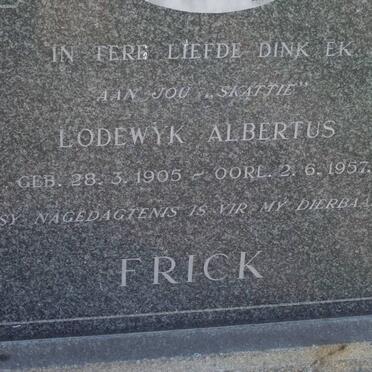 IN TERE LIEFDE DINK EK
AAN JOU „SKATTIE"
LODEWYK ALBERTUS
GEB. 28. 3. 1905 ~ OORL. 2. 6. 1957.
SY NAGEDAGTENIS IS VIR MY DIERBAA
FRICK